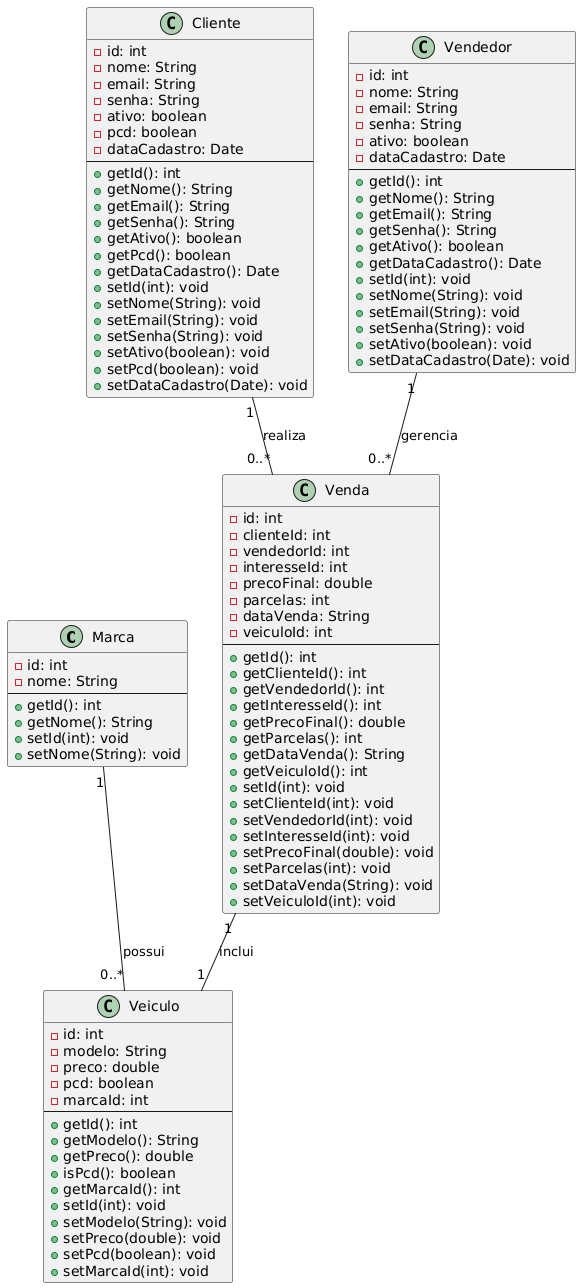 C Cliente
id: int
nome: String
email: String
senha: String
ativo: boolean
pcd: boolean
dataCadastro: Date
getId(): int
getNome(): String
getEmail(): String
getSenha(): String
getAtivo(): boolean
getPcd(): boolean
getDataCadastro(): Date
setId(int): void
setNome(String): void
setEmail(String): void
setSenha(String): void
setAtivo(boolean): void
setPcd(boolean): void
setDataCadastro(Date): void
C Vendedor
id: int
nome: String
email: String
senha: String
ativo: boolean
dataCadastro: Date
getId(): int
getNome(): String
getEmail(): String
getSenha(): String
getAtivo(): boolean
getDataCadastro(): Date
setId(int): void
setNome(String): void
setEmail(String): void
setSenha(String): void
setAtivo(boolean): void
setDataCadastro(Date): void
1
realiza
0..*
1
gerencia
0..*
C Venda
id: int
clienteId: int
vendedorId: int
interesseId: int
precoFinal: double
parcelas: int
dataVenda: String
veiculoId: int
getId(): int
getClienteId(): int
getVendedorId(): int
getInteresseId(): int
getPrecoFinal(): double
getParcelas(): int
getDataVenda(): String
getVeiculoId(): int
setId(int): void
setClienteId(int): void
setVendedorId(int): void
setInteresseId(int): void
setPrecoFinal(double): void
setParcelas(int): void
setDataVenda(String): void
setVeiculoId(int): void
C Marca
id: int
nome: String
getId(): int
getNome(): String
setId(int): void
setNome(String): void
1
possui
0..*
1
inclui
1
C Veiculo
id: int
modelo: String
preco: double
pcd: boolean
marcaId: int
getId(): int
getModelo(): String
getPreco(): double
isPcd(): boolean
getMarcaId(): int
setId(int): void
setModelo(String): void
setPreco(double): void
setPcd(boolean): void
setMarcaId(int): void